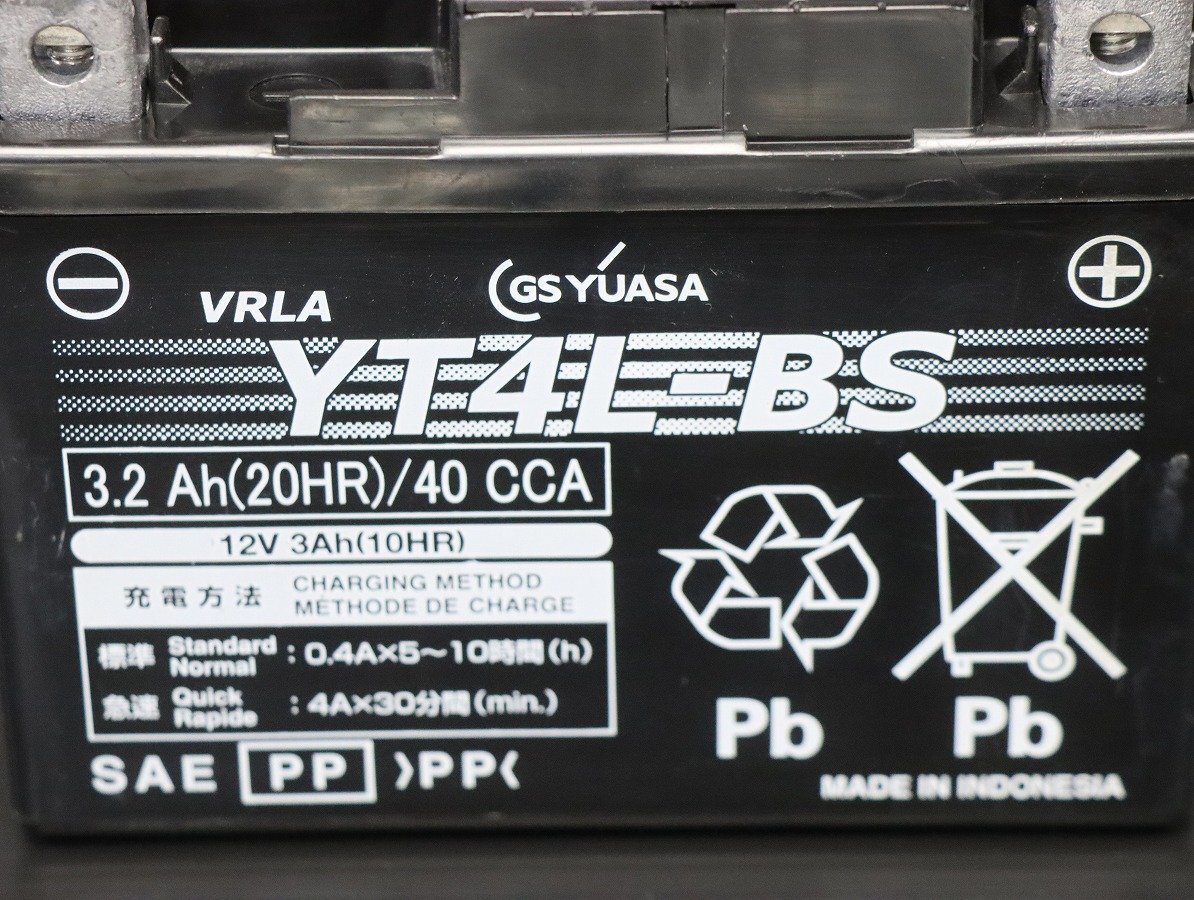 GS YUASA
VRLA
YT4L-BS
3.2 Ah(20HR)/40 CCA
12V 3Ah(10HR)
充電方法 CHARGING METHOD
MÉTHODE DE CHARGE
標準 Standard Normal : 0.4A×5～10時間(h)
急速 Quick Rapide : 4A×30分間(min.)
SAE PP >PP<
Pb Pb
MADE IN INDONESIA